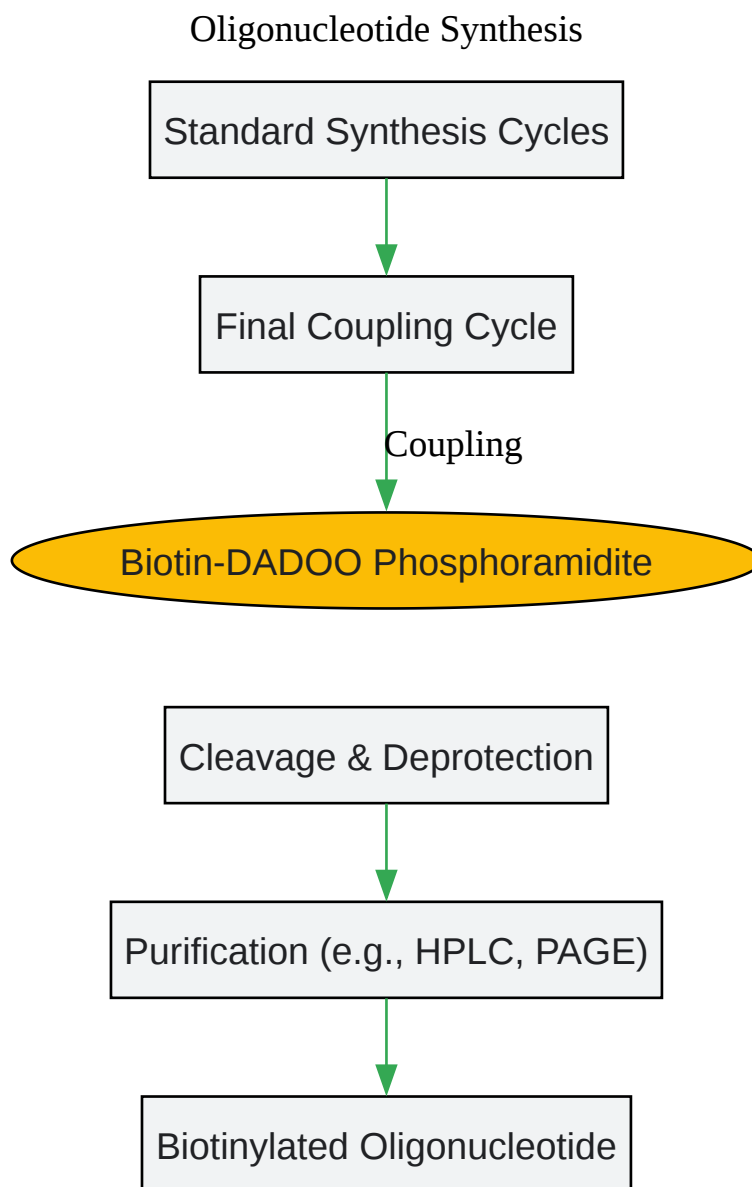 Oligonucleotide Synthesis
Standard Synthesis Cycles
Final Coupling Cycle
Coupling
Biotin-DADOO Phosphoramidite
Cleavage & Deprotection
Purification (e.g., HPLC, PAGE)
Biotinylated Oligonucleotide